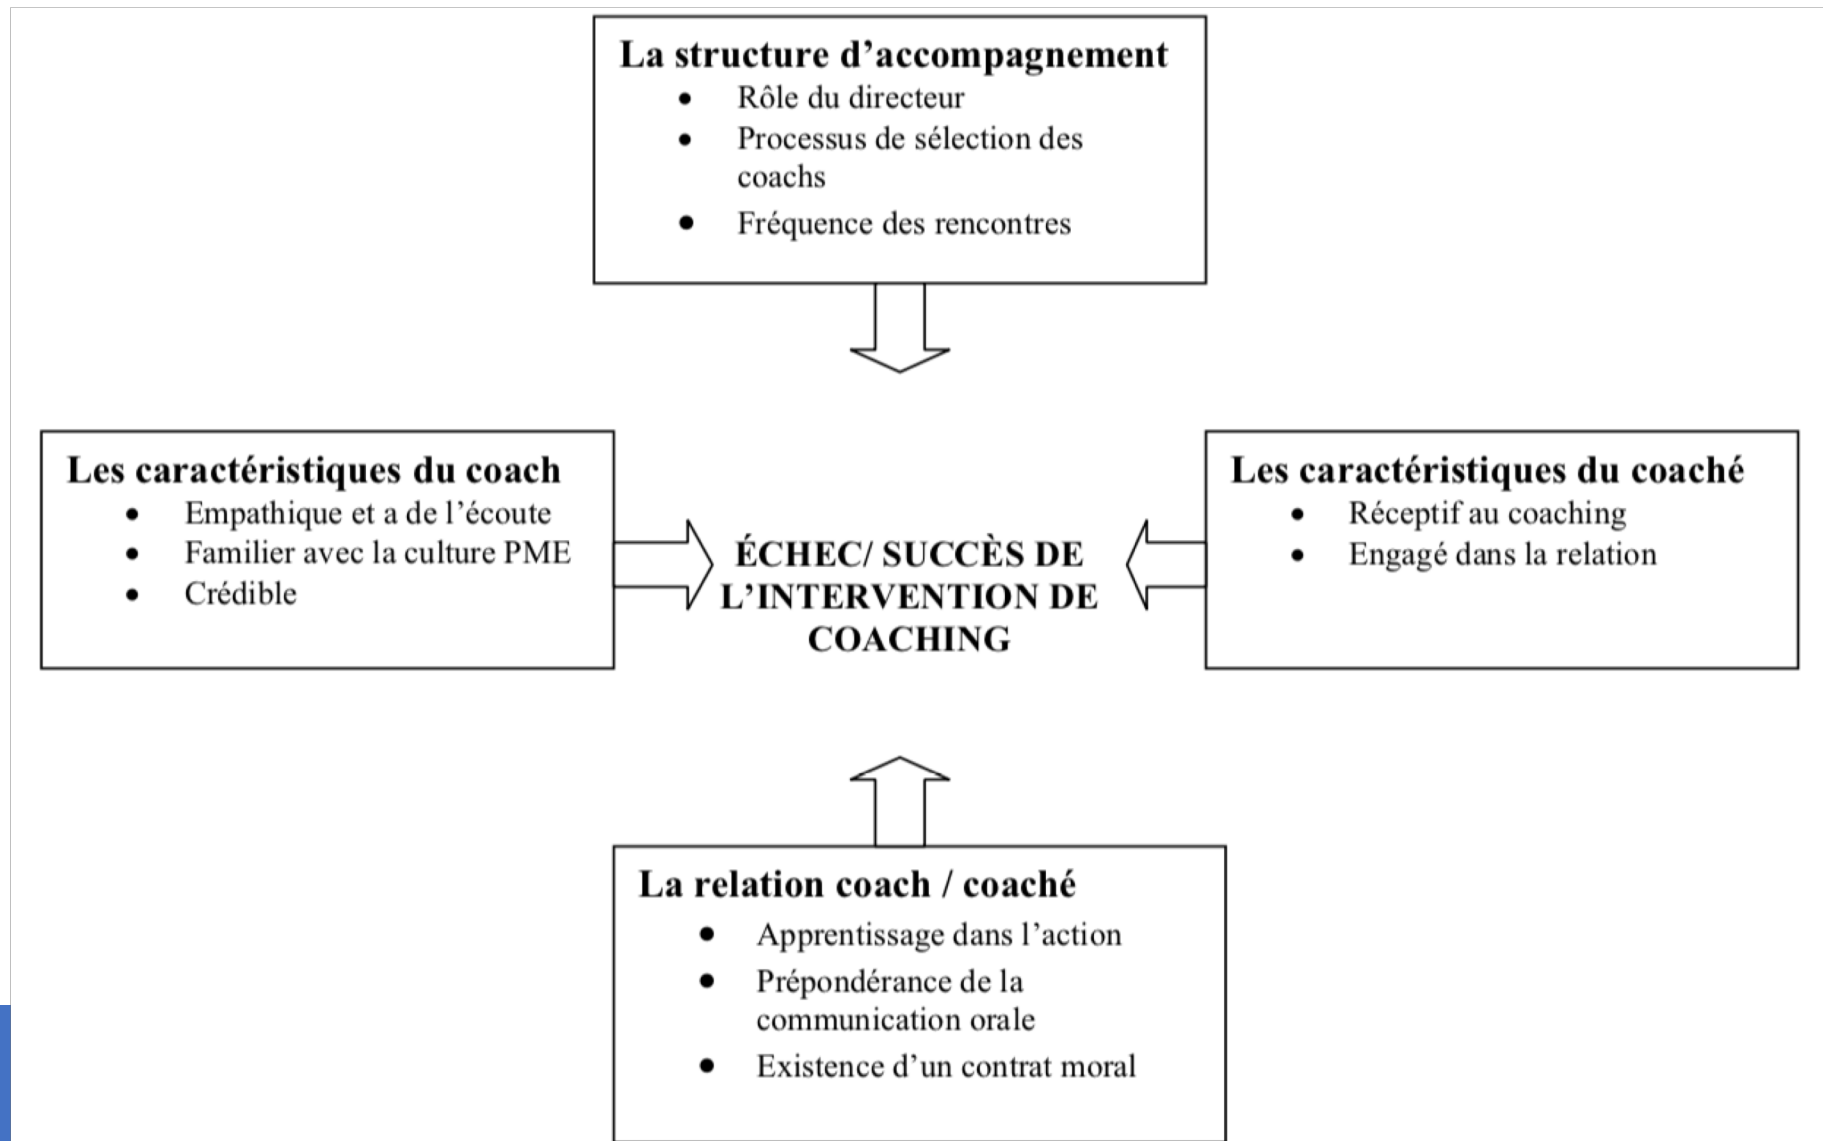 La structure d’accompagnement
• Rôle du directeur
• Processus de sélection des
coachs
• Fréquence des rencontres
Les caractéristiques du coach
• Empathique et a de l’écoute
• Familier avec la culture PME
• Crédible
ÉCHEC/ SUCCÈS DE
L’INTERVENTION DE
COACHING
Les caractéristiques du coaché
• Réceptif au coaching
• Engagé dans la relation
La relation coach / coaché
• Apprentissage dans l’action
• Prépondérance de la
communication orale
• Existence d’un contrat moral